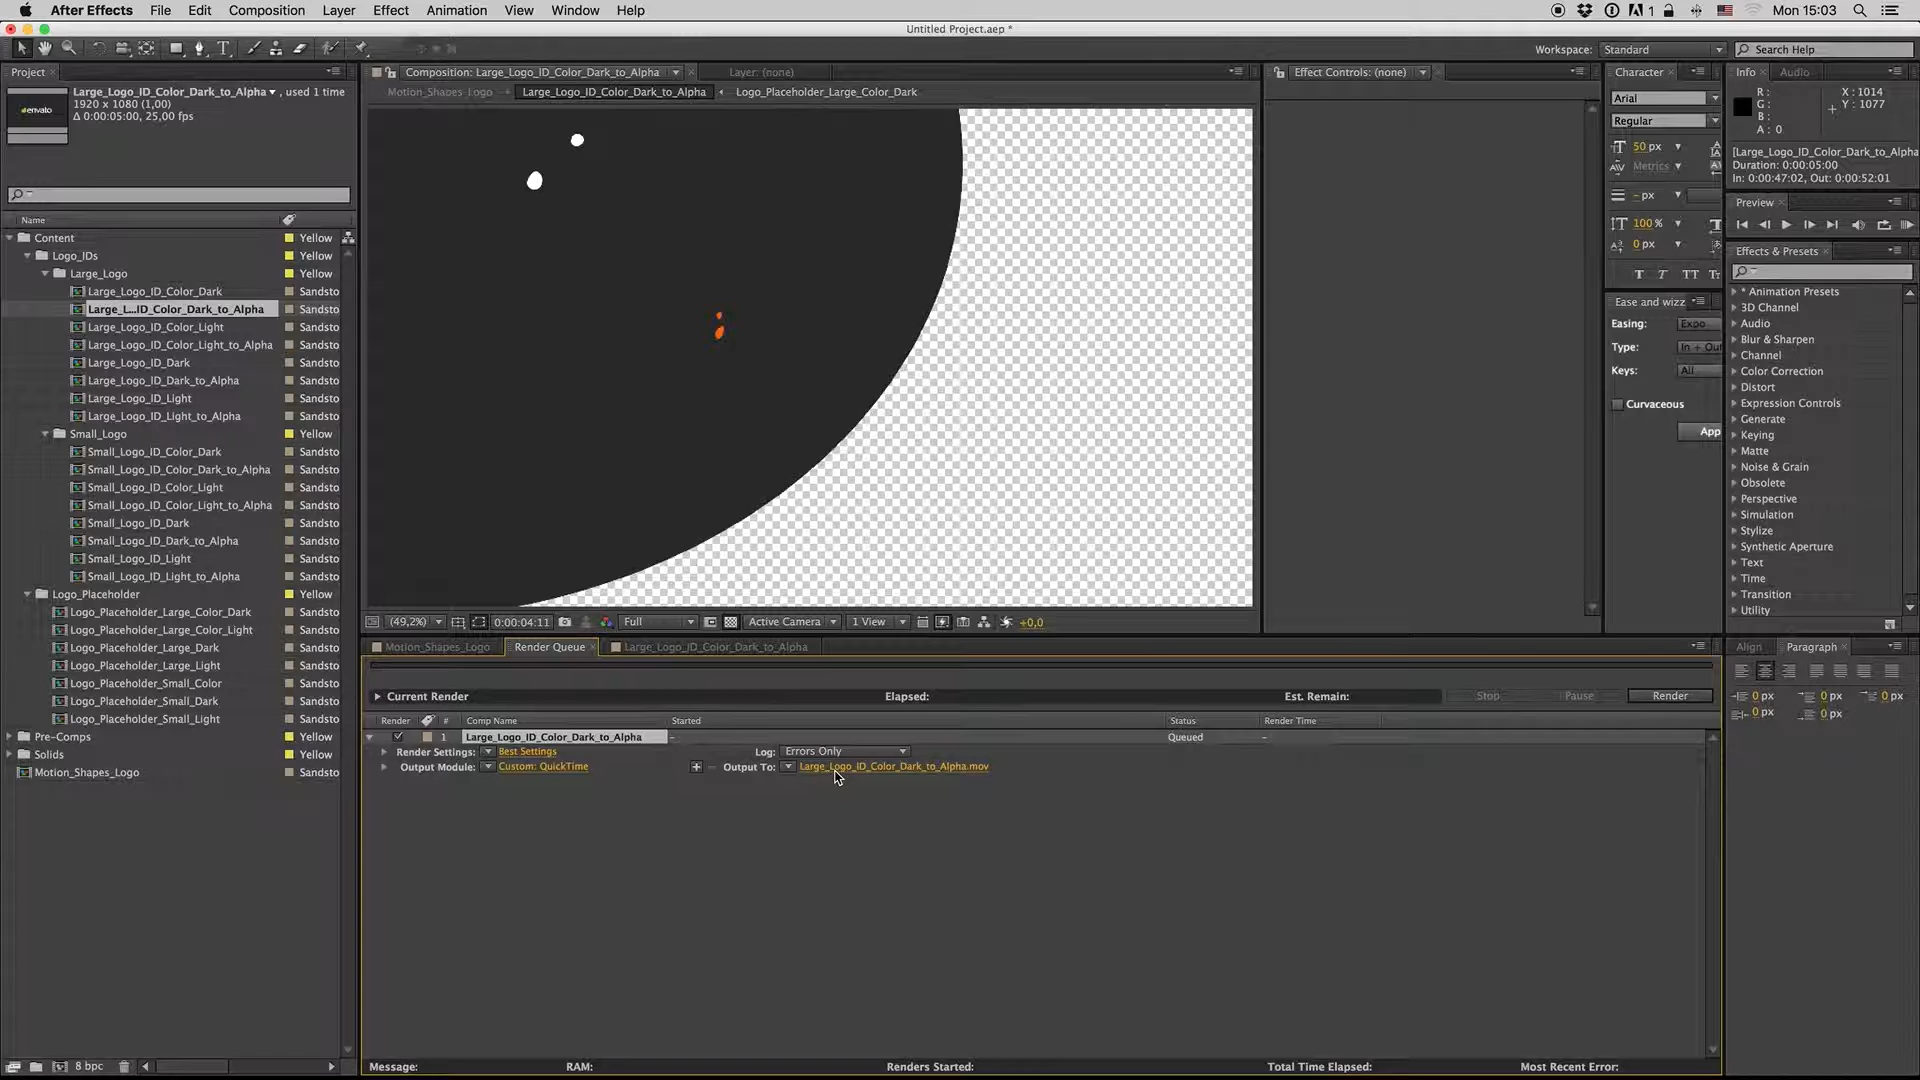 After Effects File Edit Composition Layer Effect Animation View Window Help 1 Mon 15:03
Untitled Project.aep *
Workspace: Standard Search Help
Project
Large_Logo_ID_Color_Dark_to_Alpha , used 1 time
1920 x 1080 (1,00)
Δ 0:00:05:00, 25,00 fps
envato
Name
Content Yellow
Logo_IDs Yellow
Large_Logo Yellow
Large_Logo_ID_Color_Dark Sandsto
Large_L...ID_Color_Dark_to_Alpha Sandsto
Large_Logo_ID_Color_Light Sandsto
Large_Logo_ID_Color_Light_to_Alpha Sandsto
Large_Logo_ID_Dark Sandsto
Large_Logo_ID_Dark_to_Alpha Sandsto
Large_Logo_ID_Light Sandsto
Large_Logo_ID_Light_to_Alpha Sandsto
Small_Logo Yellow
Small_Logo_ID_Color_Dark Sandsto
Small_Logo_ID_Color_Dark_to_Alpha Sandsto
Small_Logo_ID_Color_Light Sandsto
Small_Logo_ID_Color_Light_to_Alpha Sandsto
Small_Logo_ID_Dark Sandsto
Small_Logo_ID_Dark_to_Alpha Sandsto
Small_Logo_ID_Light Sandsto
Small_Logo_ID_Light_to_Alpha Sandsto
Logo_Placeholder Yellow
Logo_Placeholder_Large_Color_Dark Sandsto
Logo_Placeholder_Large_Color_Light Sandsto
Logo_Placeholder_Large_Dark Sandsto
Logo_Placeholder_Large_Light Sandsto
Logo_Placeholder_Small_Color Sandsto
Logo_Placeholder_Small_Dark Sandsto
Logo_Placeholder_Small_Light Sandsto
Pre-Comps Yellow
Solids Yellow
Motion_Shapes_Logo Sandsto
8 bpc
Composition: Large_Logo_ID_Color_Dark_to_Alpha Layer: (none)
Motion_Shapes_Logo Large_Logo_ID_Color_Dark_to_Alpha Logo_Placeholder_Large_Color_Dark
(49,2%) 0:00:04:11 Full Active Camera 1 View +0,0
Effect Controls: (none)
Character
Arial
Regular
50 px
Metrics
- px
100 %
0 px
T T TT
Ease and wizz
Easing: Expo
Type: In + Out
Keys: All
Curvaceous
App
Info Audio
R: X : 1014
G: Y : 1077
B:
A : 0
[Large_Logo_ID_Color_Dark_to_Alpha
Duration: 0:00:05:00
In: 0:00:47:02, Out: 0:00:52:01
Preview
Effects & Presets
* Animation Presets
3D Channel
Audio
Blur & Sharpen
Channel
Color Correction
Distort
Expression Controls
Generate
Keying
Matte
Noise & Grain
Obsolete
Perspective
Simulation
Stylize
Synthetic Aperture
Text
Time
Transition
Utility
Motion_Shapes_Logo Render Queue Large_Logo_ID_Color_Dark_to_Alpha
Current Render Elapsed: Est. Remain: Stop Pause Render
Render # Comp Name Started Status Render Time
1 Large_Logo_ID_Color_Dark_to_Alpha - Queued -
Render Settings: Best Settings Log: Errors Only
Output Module: Custom: QuickTime Output To: Large_Logo_ID_Color_Dark_to_Alpha.mov
Message: RAM: Renders Started: Total Time Elapsed: Most Recent Error:
Align Paragraph
0 px 0 px 0 px
0 px 0 px